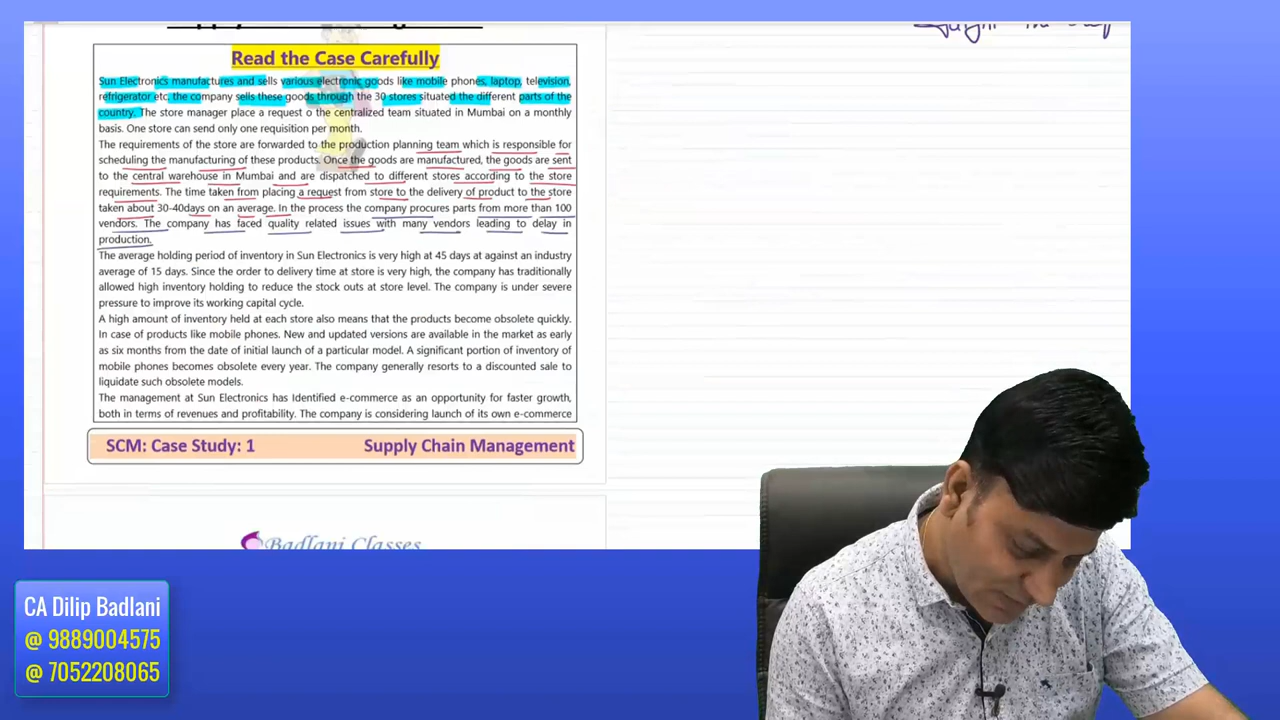 Read the Case Carefully
Sun Electronics manufactures and sells various electronic goods like mobile phones, laptop, television,
refrigerator etc, the company sells these goods through the 30 stores situated the different parts of the
country. The store manager place a request o the centralized team situated in Mumbai on a monthly
basis. One store can send only one requisition per month.
The requirements of the store are forwarded to the production planning team which is responsible for
scheduling the manufacturing of these products. Once the goods are manufactured, the goods are sent
to the central warehouse in Mumbai and are dispatched to different stores according to the store
requirements. The time taken from placing a request from store to the delivery of product to the store
taken about 30-40days on an average. In the process the company procures parts from more than 100
vendors. The company has faced quality related issues with many vendors leading to delay in
production.
The average holding period of inventory in Sun Electronics is very high at 45 days at against an industry
average of 15 days. Since the order to delivery time at store is very high, the company has traditionally
allowed high inventory holding to reduce the stock outs at store level. The company is under severe
pressure to improve its working capital cycle.
A high amount of inventory held at each store also means that the products become obsolete quickly.
In case of products like mobile phones. New and updated versions are available in the market as early
as six months from the date of initial launch of a particular model. A significant portion of inventory of
mobile phones becomes obsolete every year. The company generally resorts to a discounted sale to
liquidate such obsolete models.
The management at Sun Electronics has Identified e-commerce as an opportunity for faster growth,
both in terms of revenues and profitability. The company is considering launch of its own e-commerce
SCM: Case Study: 1 Supply Chain Management
Badlani Classes
CA Dilip Badlani
@ 9889004575
@ 7052208065